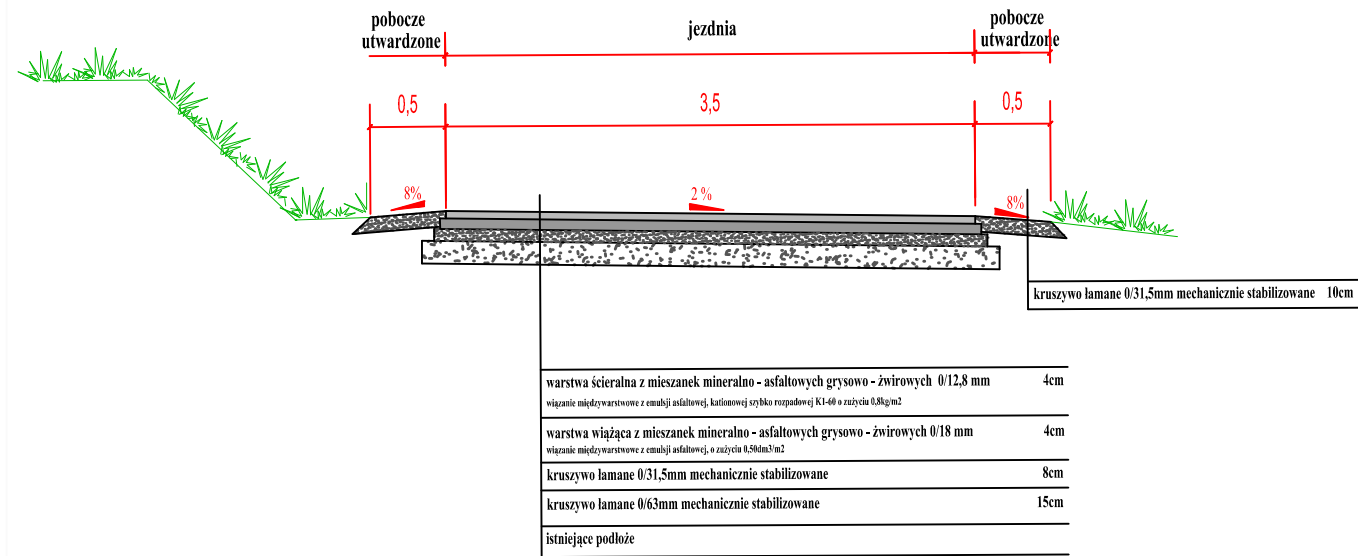 pobocze
utwardzone
jezdnia
pobocze
utwardzone
0,5
3,5
0,5
8%
2 %
8%
kruszywo łamane 0/31,5mm mechanicznie stabilizowane 10cm
warstwa ścieralna z mieszanek mineralno - asfaltowych grysowo - żwirowych 0/12,8 mm 4cm
wiązanie międzywarstwowe z emulsji asfaltowej, kationowej szybko rozpadowej K1-60 o zużyciu 0,8kg/m2
warstwa wiążąca z mieszanek mineralno - asfaltowych grysowo - żwirowych 0/18 mm 4cm
wiązanie międzywarstwowe z emulsji asfaltowej, o zużyciu 0,50dm3/m2
kruszywo łamane 0/31,5mm mechanicznie stabilizowane 8cm
kruszywo łamane 0/63mm mechanicznie stabilizowane 15cm
istniejące podłoże